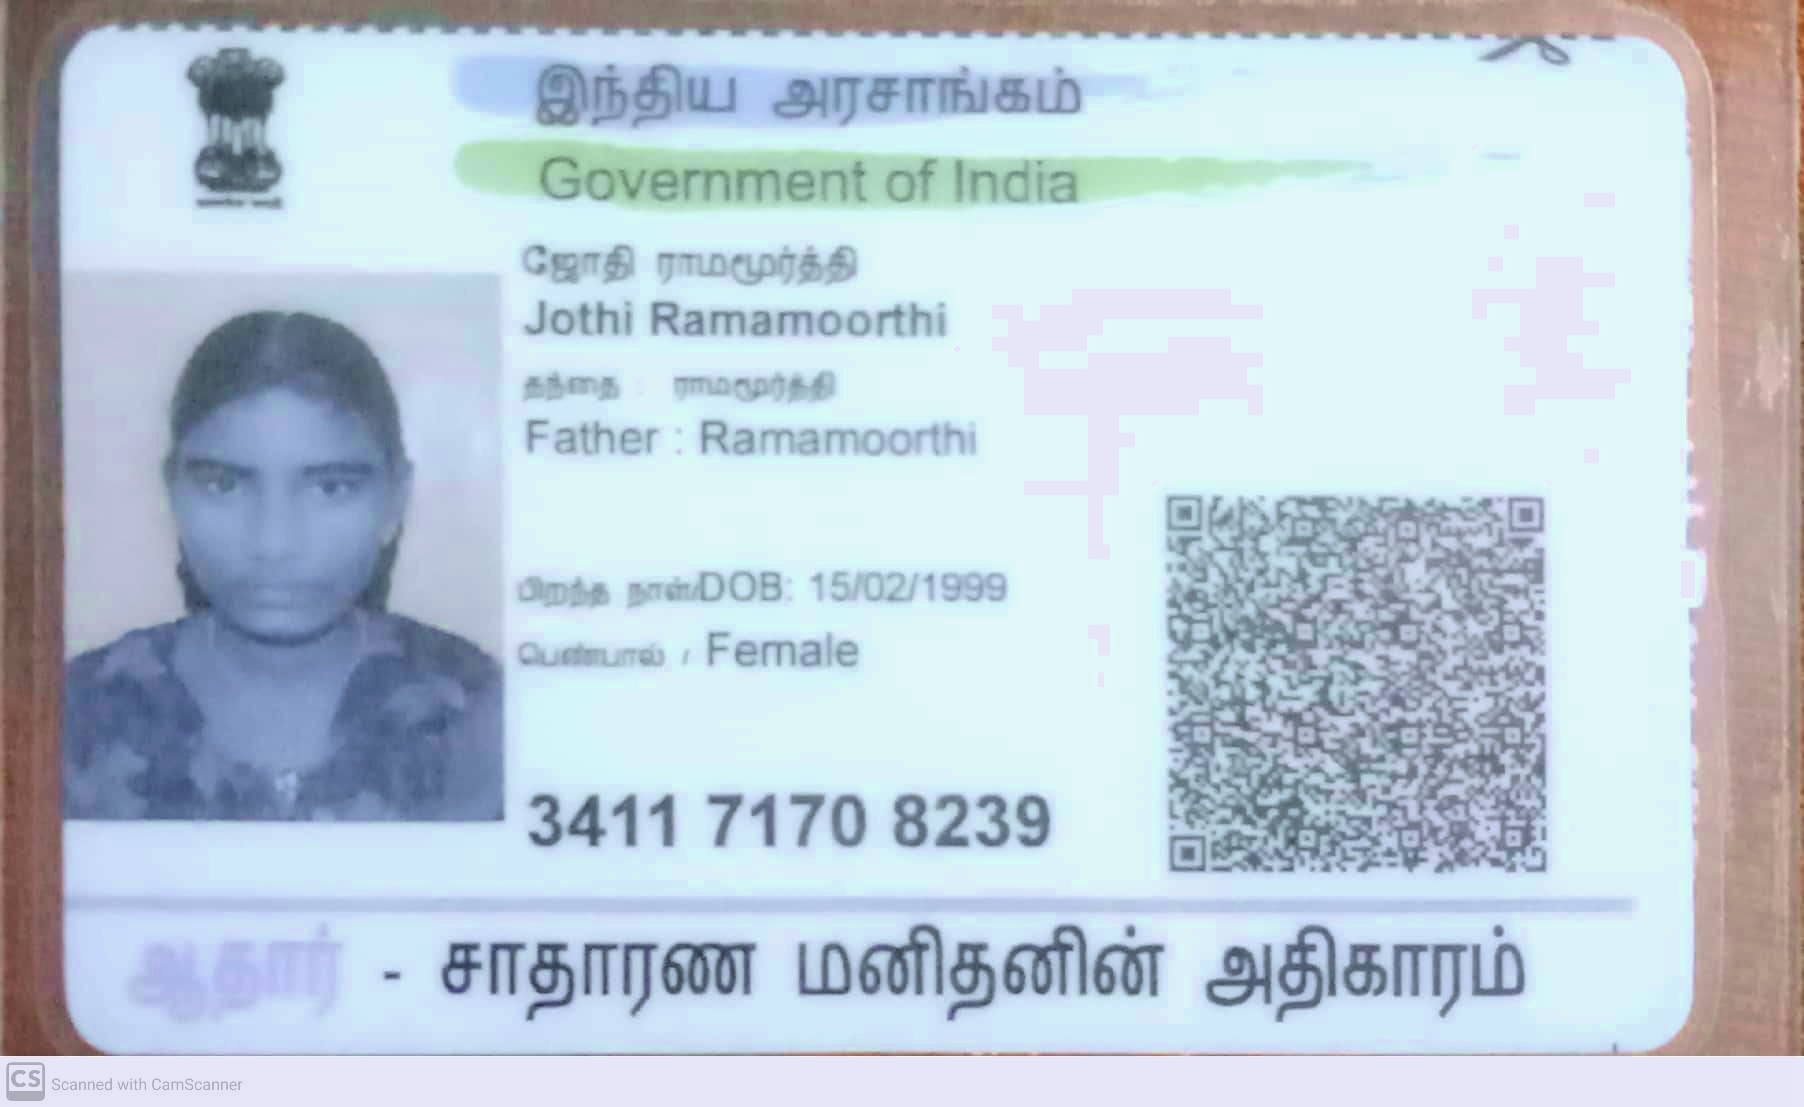 இந்திய அரசாங்கம்
Government of India
ஜோதி ராமமூர்த்தி
Jothi Ramamoorthi
தந்தை : ராமமூர்த்தி
Father : Ramamoorthi
பிறந்த நாள்/DOB: 15/02/1999
பெண்பால் / Female
3411 7170 8239
ஆதார் - சாதாரண மனிதனின் அதிகாரம்
CS Scanned with CamScanner